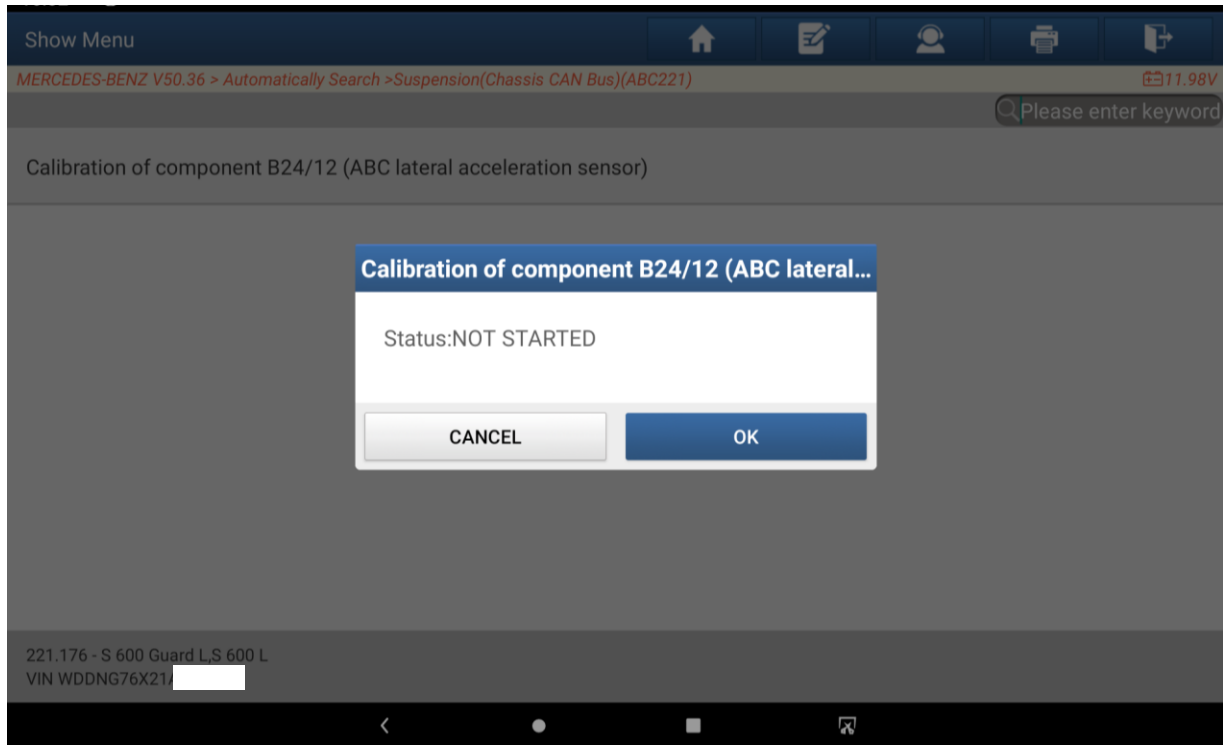 Show Menu
MERCEDES-BENZ V50.36 > Automatically Search >Suspension(Chassis CAN Bus)(ABC221)
11.98V
Please enter keyword
Calibration of component B24/12 (ABC lateral acceleration sensor)
Calibration of component B24/12 (ABC lateral...
Status:NOT STARTED
CANCEL
OK
221.176 - S 600 Guard L,S 600 L
VIN WDDNG76X21